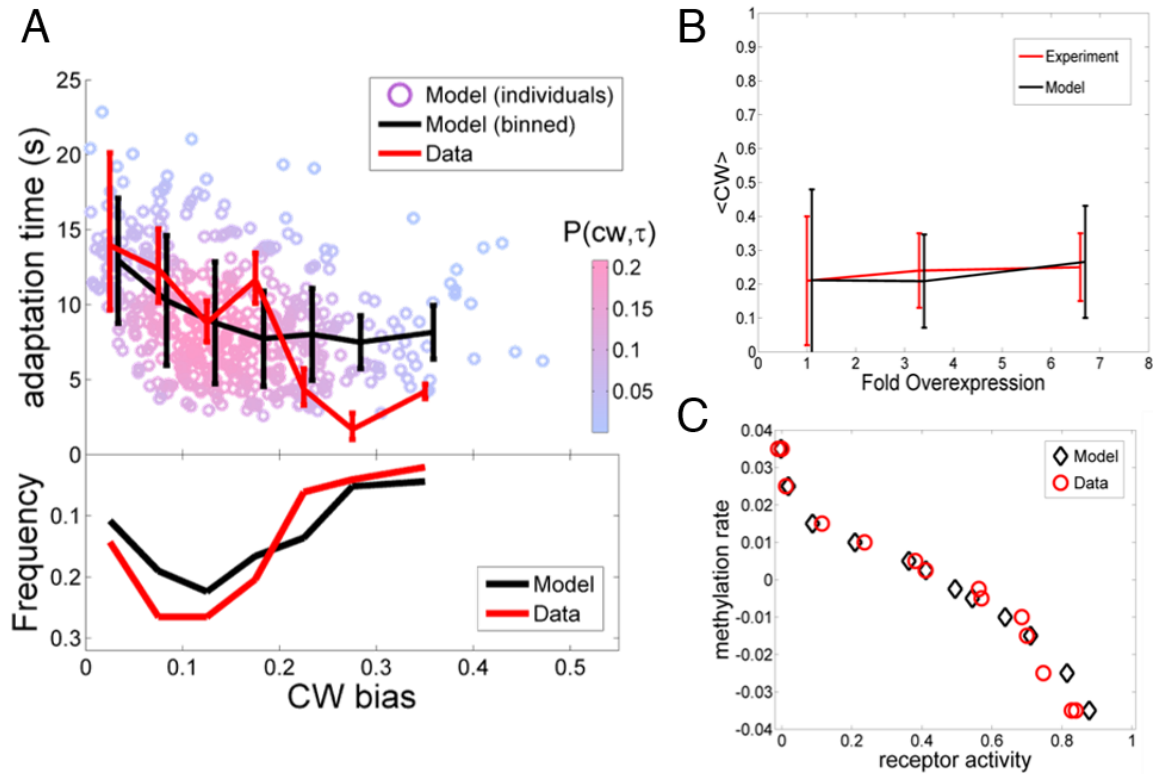 A
25
20
15
10
5
0
adaptation time (s)
Model (individuals)
Model (binned)
Data
P(cw,τ)
0.2
0.15
0.1
0.05
0.1
0.2
0.3
Frequency
Model
Data
0
0.1
0.2
0.3
0.4
0.5
CW bias
B
1
0.9
0.8
0.7
0.6
0.5
0.4
0.3
0.2
0.1
0
<CW>
Experiment
Model
0
1
2
3
4
5
6
7
8
Fold Overexpression
C
0.04
0.03
0.02
0.01
0
-0.01
-0.02
-0.03
-0.04
methylation rate
Model
Data
0
0.2
0.4
0.6
0.8
1
receptor activity